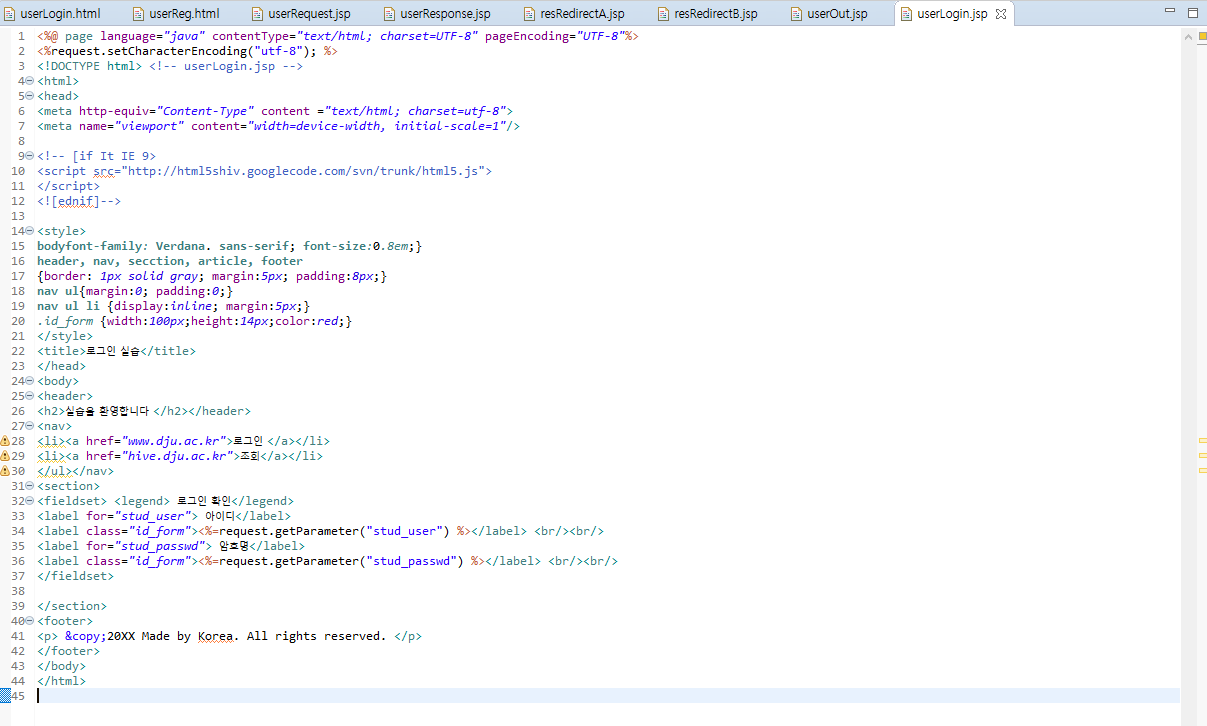 userLogin.html userReg.html userRequest.jsp userResponse.jsp resRedirectA.jsp resRedirectB.jsp userOut.jsp userLogin.jsp
1 <%@ page language="java" contentType="text/html; charset=UTF-8" pageEncoding="UTF-8"%>
2 <%request.setCharacterEncoding("utf-8"); %>
3 <!DOCTYPE html> <!-- userLogin.jsp -->
4 <html>
5 <head>
6 <meta http-equiv="Content-Type" content ="text/html; charset=utf-8">
7 <meta name="viewport" content="width=device-width, initial-scale=1"/>
8
9 <!-- [if It IE 9>
10 <script src="http://html5shiv.googlecode.com/svn/trunk/html5.js">
11 </script>
12 <![ednif]-->
13
14 <style>
15 bodyfont-family: Verdana. sans-serif; font-size:0.8em;}
16 header, nav, secction, article, footer
17 {border: 1px solid gray; margin:5px; padding:8px;}
18 nav ul{margin:0; padding:0;}
19 nav ul li {display:inline; margin:5px;}
20 .id_form {width:100px;height:14px;color:red;}
21 </style>
22 <title>로그인 실습</title>
23 </head>
24 <body>
25 <header>
26 <h2>실습을 환영합니다 </h2></header>
27 <nav>
28 <li><a href="www.dju.ac.kr">로그인 </a></li>
29 <li><a href="hive.dju.ac.kr">조회</a></li>
30 </ul></nav>
31 <section>
32 <fieldset> <legend> 로그인 확인</legend>
33 <label for="stud_user"> 아이디</label>
34 <label class="id_form"><%=request.getParameter("stud_user") %></label> <br/><br/>
35 <label for="stud_passwd"> 암호명</label>
36 <label class="id_form"><%=request.getParameter("stud_passwd") %></label> <br/><br/>
37 </fieldset>
38
39 </section>
40 <footer>
41 <p> &copy;20XX Made by Korea. All rights reserved. </p>
42 </footer>
43 </body>
44 </html>
45